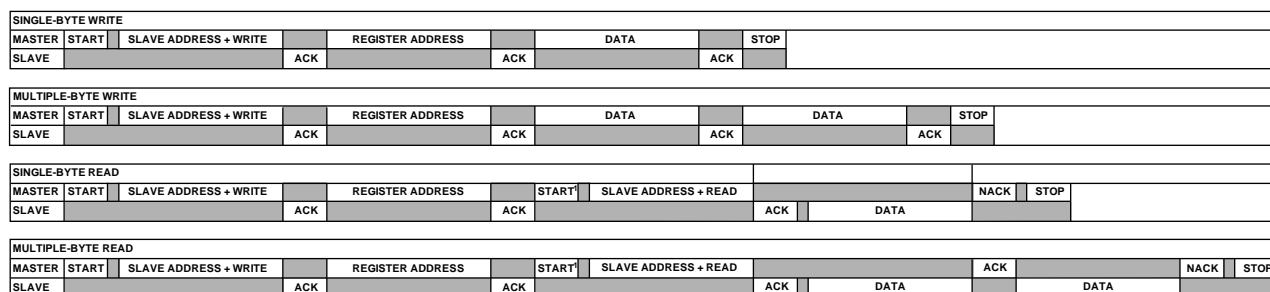 SINGLE-BYTE WRITE
MASTER START SLAVE ADDRESS + WRITE REGISTER ADDRESS DATA STOP
SLAVE ACK ACK ACK
MULTIPLE-BYTE WRITE
MASTER START SLAVE ADDRESS + WRITE REGISTER ADDRESS DATA DATA STOP
SLAVE ACK ACK ACK ACK
SINGLE-BYTE READ
MASTER START SLAVE ADDRESS + WRITE REGISTER ADDRESS START¹ SLAVE ADDRESS + READ NACK STOP
SLAVE ACK ACK ACK DATA
MULTIPLE-BYTE READ
MASTER START SLAVE ADDRESS + WRITE REGISTER ADDRESS START¹ SLAVE ADDRESS + READ ACK NACK STOP
SLAVE ACK ACK ACK DATA DATA